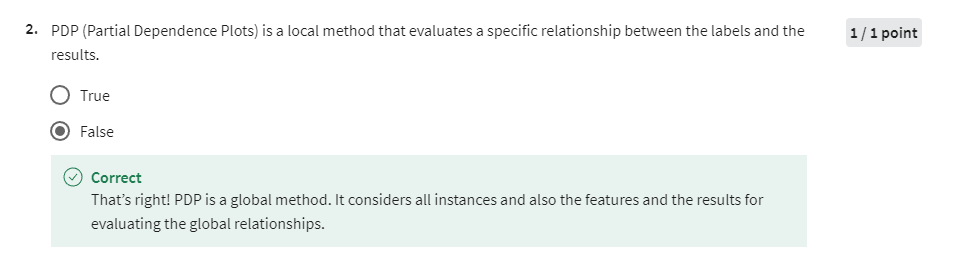 2. PDP (Partial Dependence Plots) is a local method that evaluates a specific relationship between the labels and the 1 / 1 point
results.
True
False
Correct
That's right! PDP is a global method. It considers all instances and also the features and the results for
evaluating the global relationships.